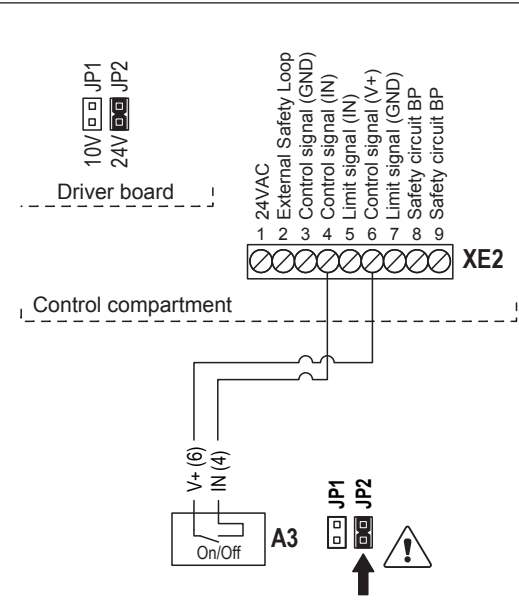 10V JP1
24V JP2
Driver board
24VAC
External Safety Loop
Control signal (GND)
Control signal (IN)
Limit signal (IN)
Control signal (V+)
Limit signal (GND)
Safety circuit BP
Safety circuit BP
1 2 3 4 5 6 7 8 9
XE2
Control compartment
V+ (6)
IN (4)
On/Off
A3
JP1
JP2
!